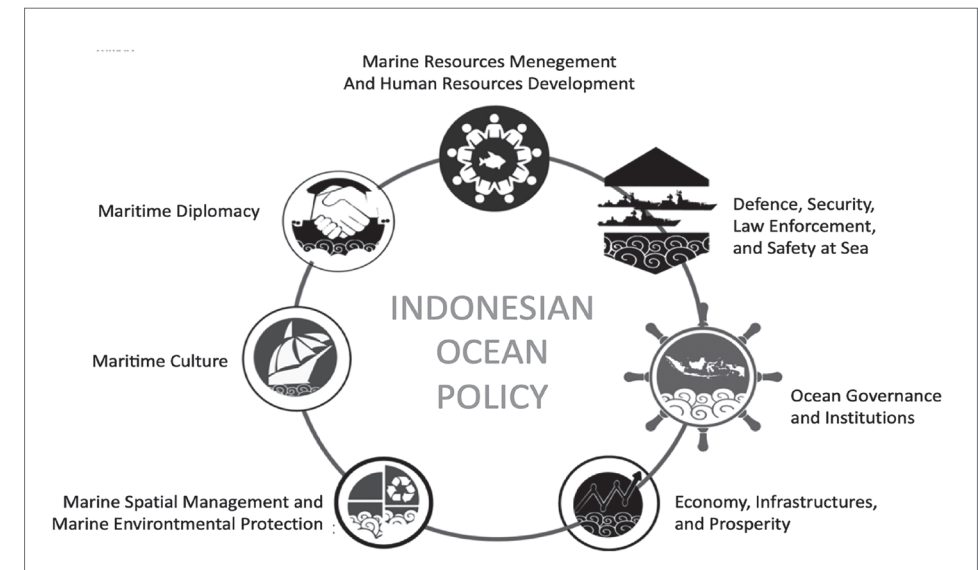 Marine Resources Menegement
And Human Resources Development
Maritime Diplomacy
Defence, Security,
Law Enforcement,
and Safety at Sea
INDONESIAN
OCEAN
POLICY
Maritime Culture
Ocean Governance
and Institutions
Marine Spatial Management and
Marine Environtmental Protection
Economy, Infrastructures,
and Prosperity